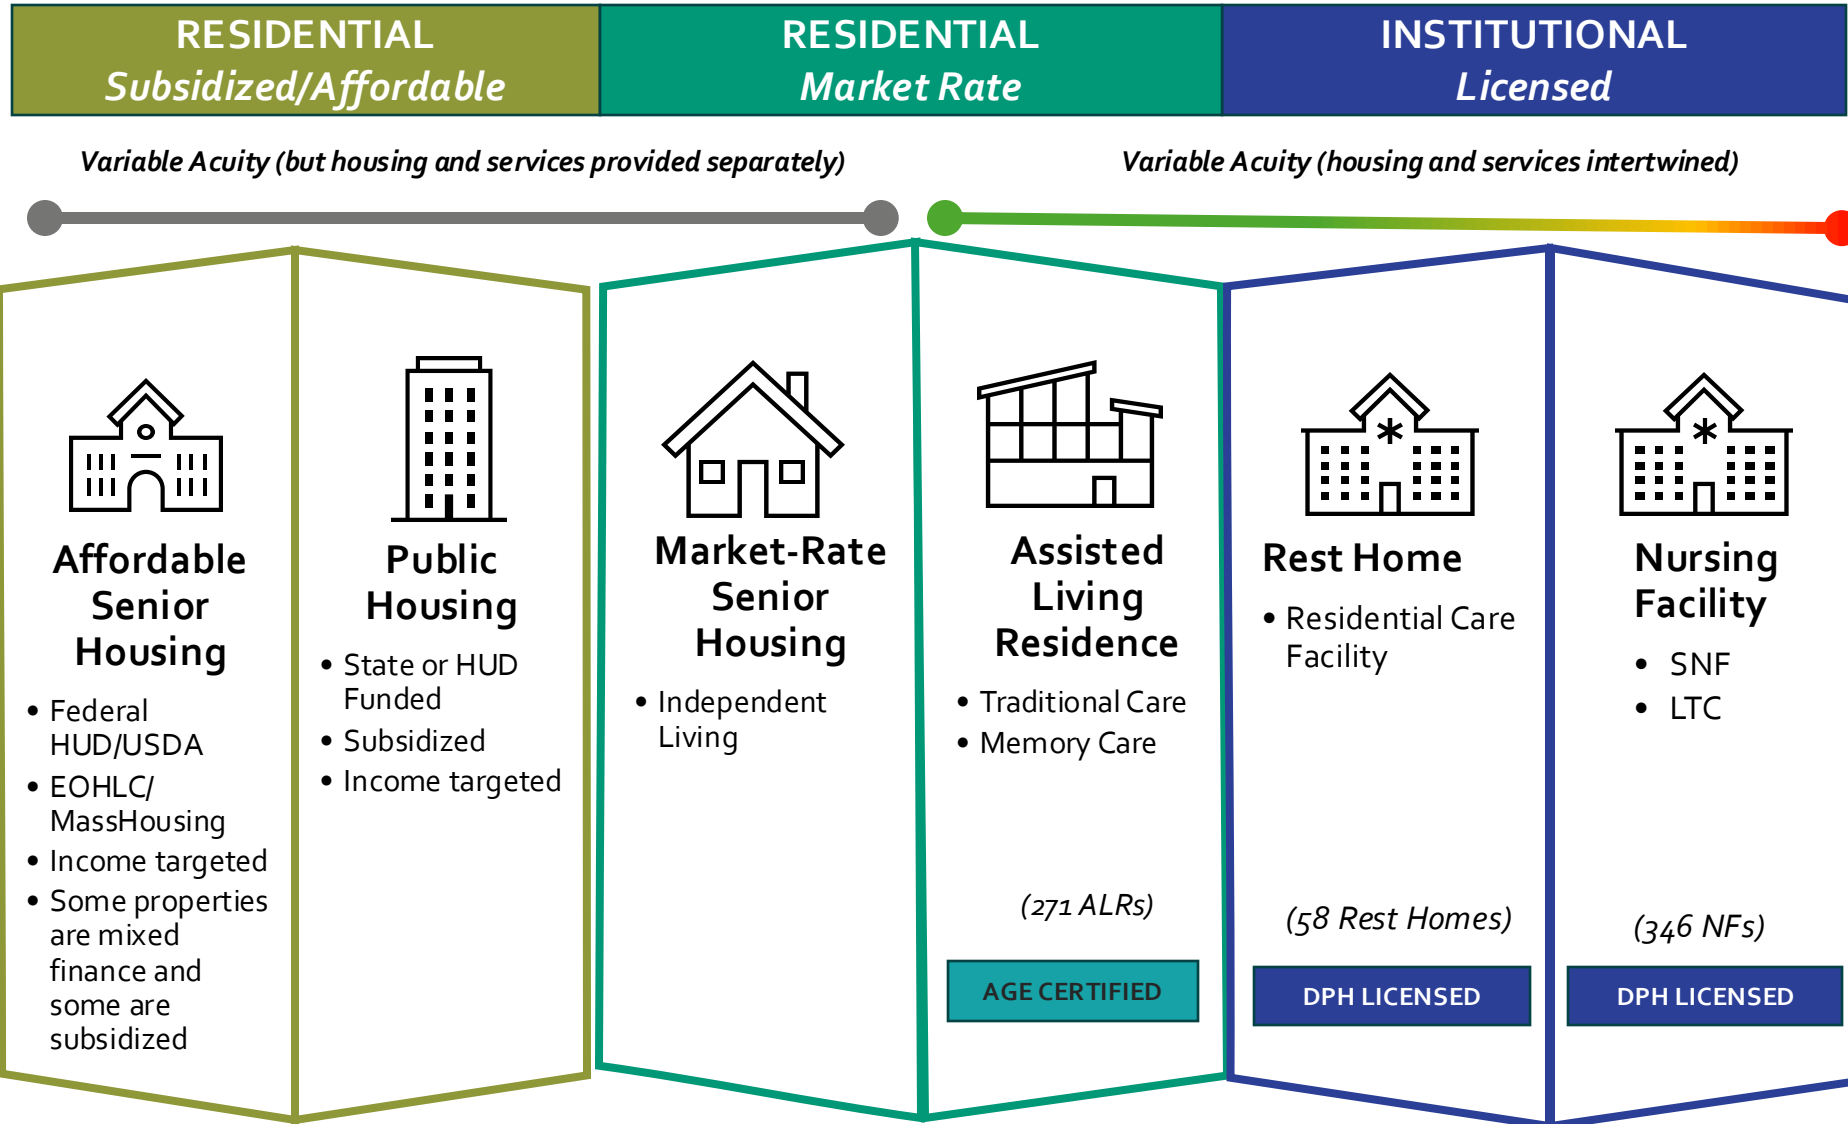 RESIDENTIAL
Subsidized/Affordable
RESIDENTIAL
Market Rate
INSTITUTIONAL
Licensed
Variable Acuity (but housing and services provided separately)
Variable Acuity (housing and services intertwined)
Affordable
Senior
Housing
• Federal
HUD/USDA
• EOHLC/
MassHousing
• Income targeted
• Some properties
are mixed
finance and
some are
subsidized
Public
Housing
• State or HUD
Funded
• Subsidized
• Income targeted
Market-Rate
Senior
Housing
• Independent
Living
Assisted
Living
Residence
• Traditional Care
• Memory Care
(271 ALRs)
AGE CERTIFIED
Rest Home
• Residential Care
Facility
(58 Rest Homes)
DPH LICENSED
Nursing
Facility
• SNF
• LTC
(346 NFs)
DPH LICENSED